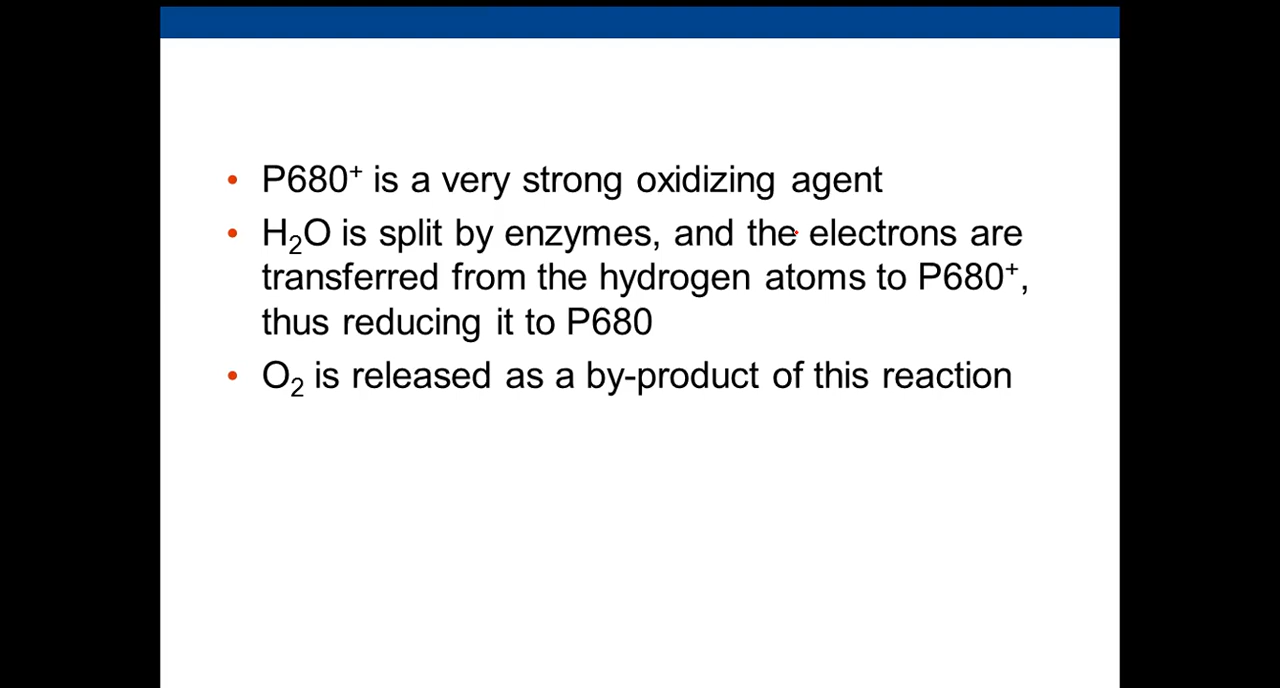 • P680⁺ is a very strong oxidizing agent
• H₂O is split by enzymes, and the electrons are
transferred from the hydrogen atoms to P680⁺,
thus reducing it to P680
• O₂ is released as a by-product of this reaction